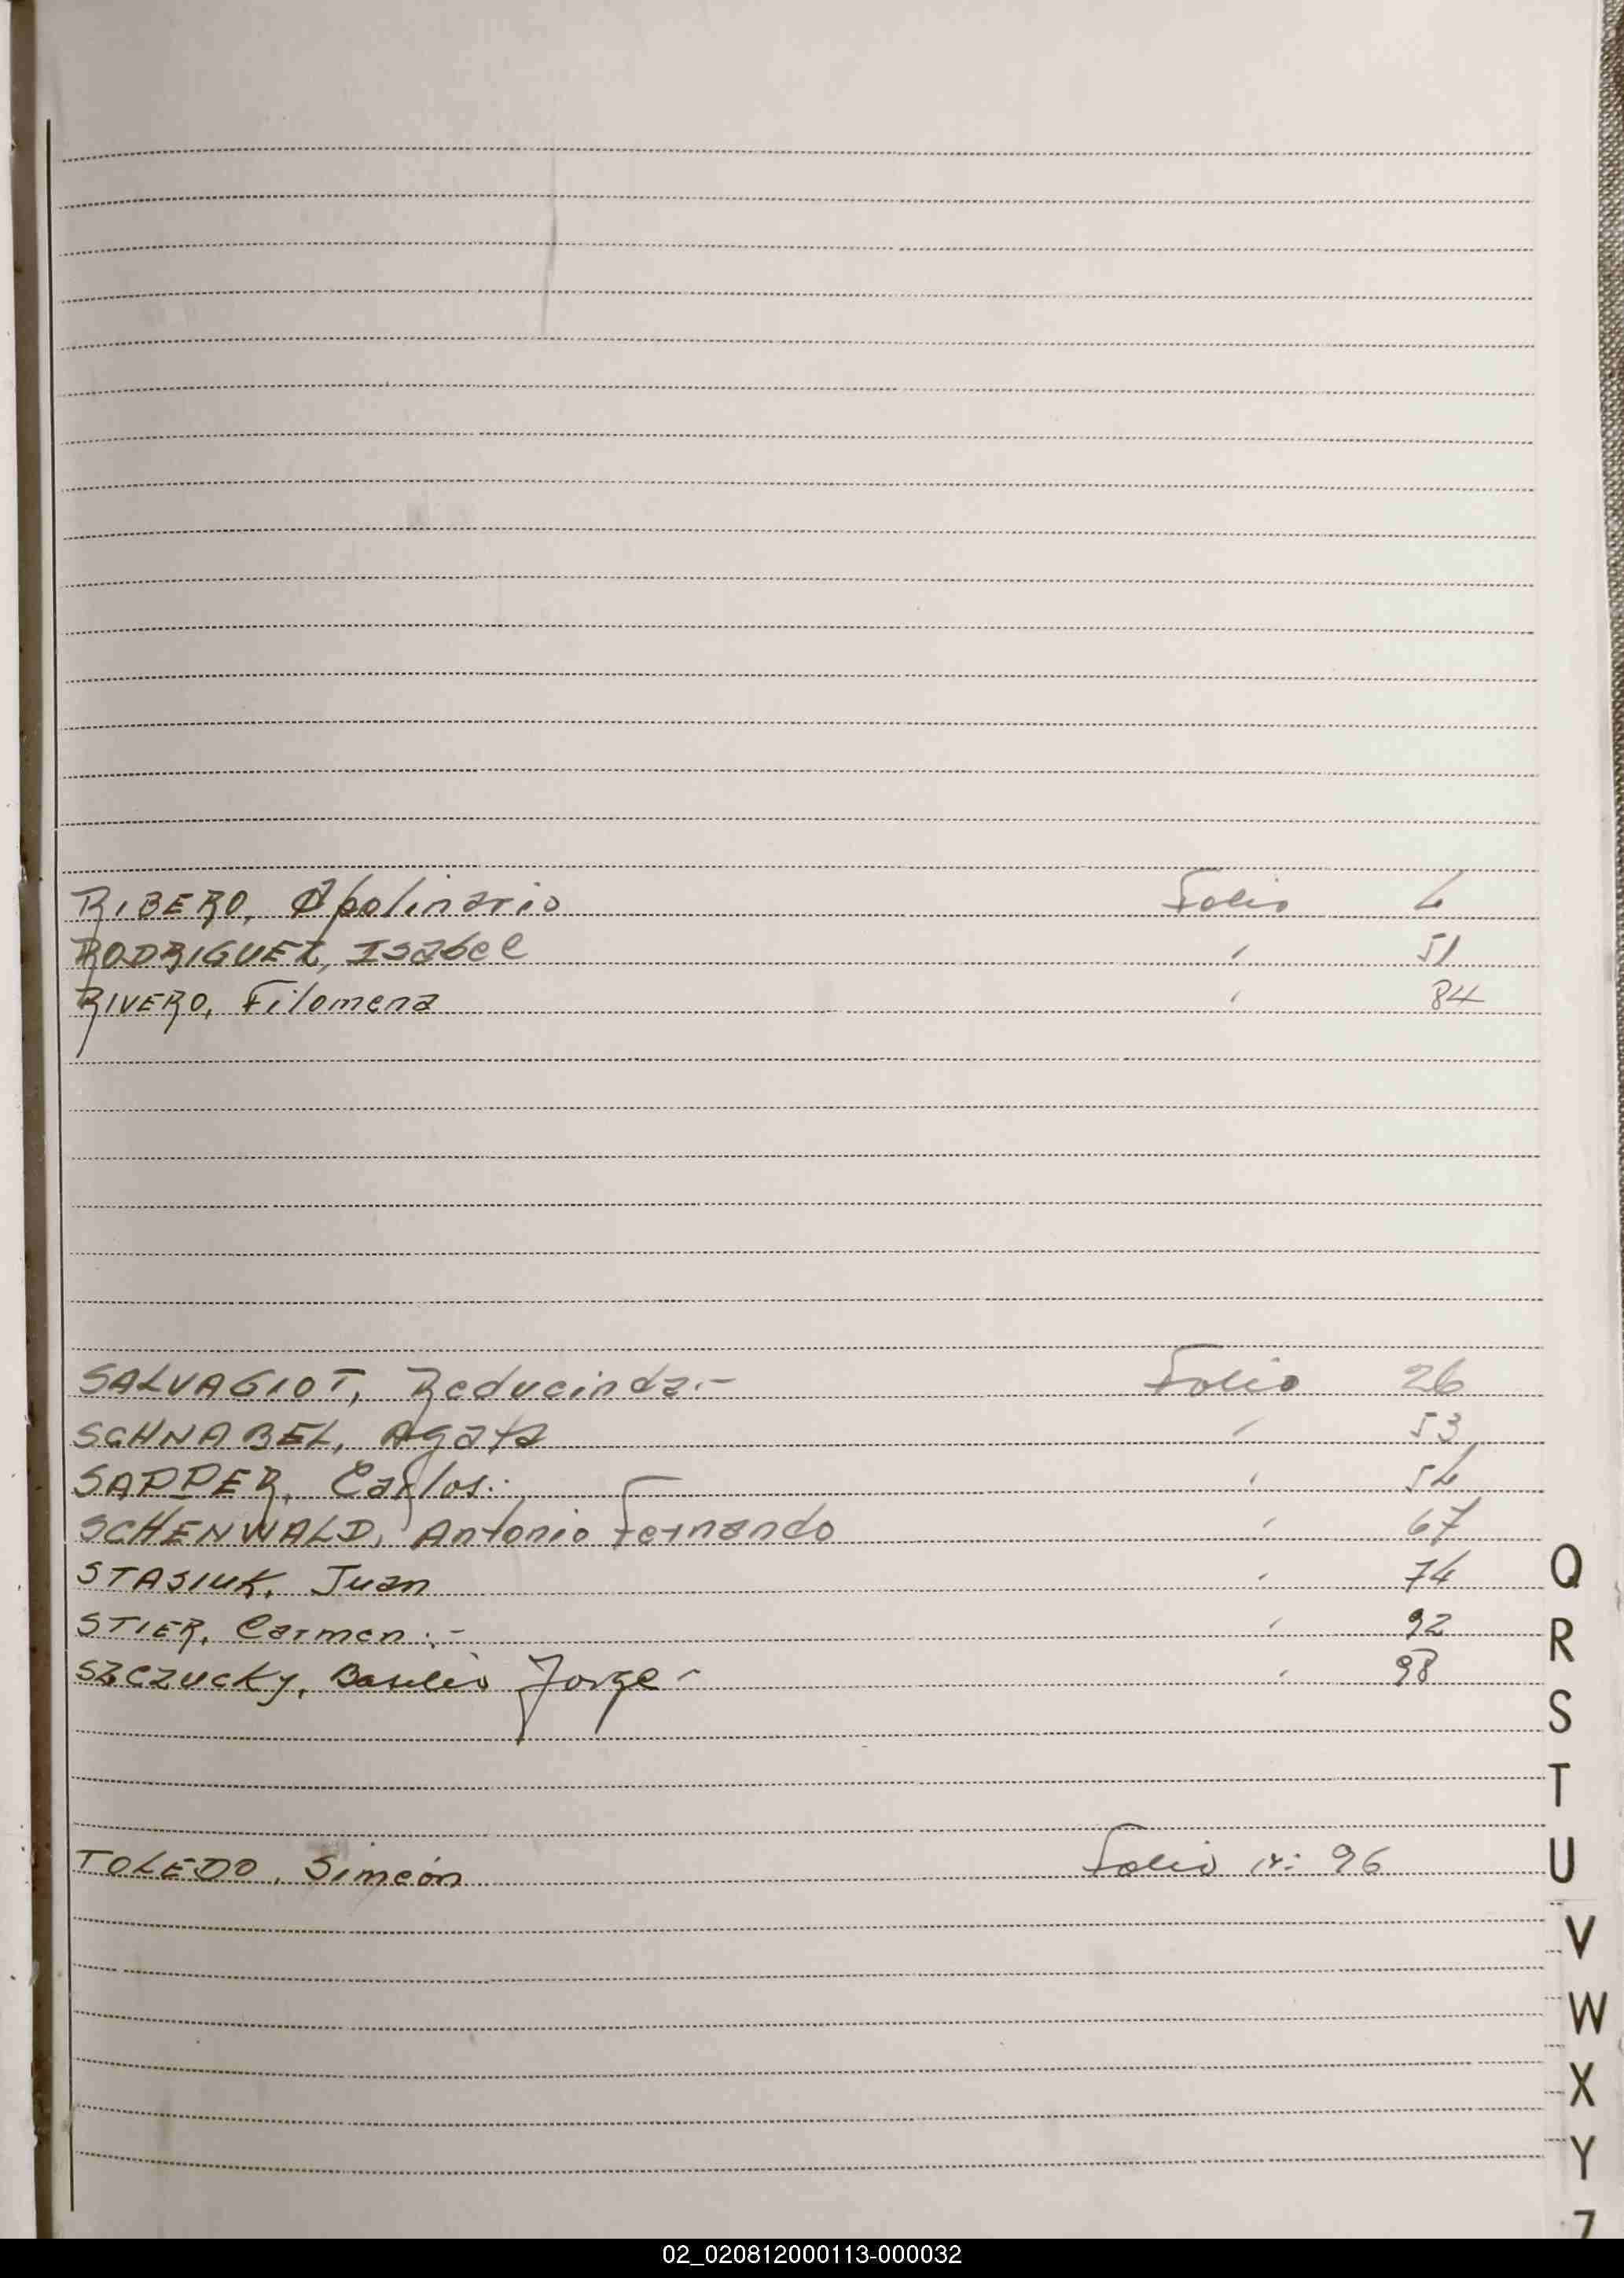 RIBERO, Apolinario Folio 4
RODRIGUEZ, Isabel " 51
RIVERO, Filomena " 84
SALVAGIOT, Reducinda.- Folio 26
SCHNABEL, Agata " 53
SAPPER, Carlos. " 54
SCHENWALD, Antonio Fernando " 67
STASIUK, Juan " 74
STIER, Carmen.- " 92
SZCZUCKY, Basilio Jorge - " 98
TOLEDO, Simeón Folio Nº 96
Q
R
S
T
U
V
W
X
Y
Z
02_020812000113-000032